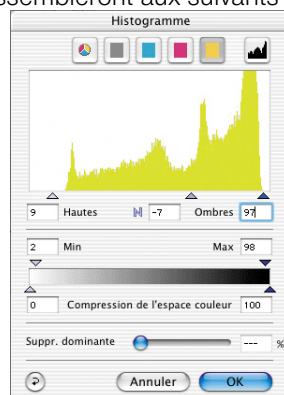 ssembleront aux suivants
Histogramme
9 Hautes N -7 Ombres 97
2 Min Max 98
0 Compression de l'espace couleur 100
Suppr. dominante --- %
Annuler OK